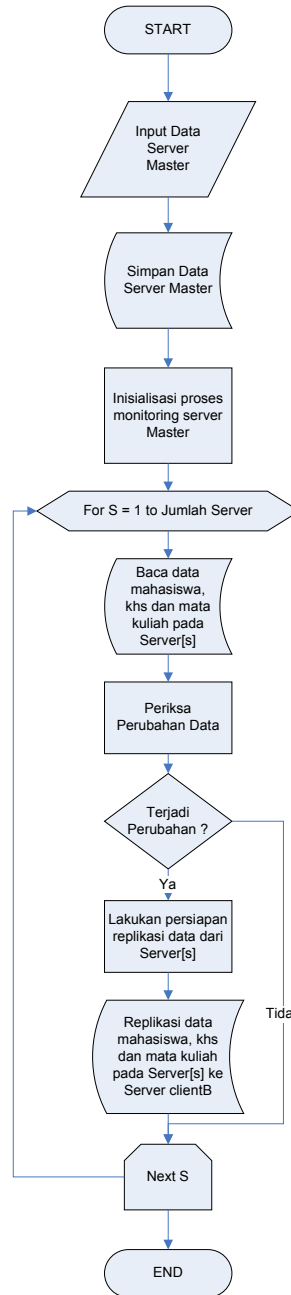 START
Input Data
Server
Master
Simpan Data
Server Master
Inisialisasi proses
monitoring server
Master
For S = 1 to Jumlah Server
Baca data
mahasiswa,
khs dan mata
kuliah pada
Server[s]
Periksa
Perubahan Data
Terjadi
Perubahan ?
Ya
Lakukan persiapan
replikasi data dari
Server[s]
Tida
Replikasi data
mahasiswa, khs
dan mata kuliah
pada Server[s] ke
Server clientB
Next S
END